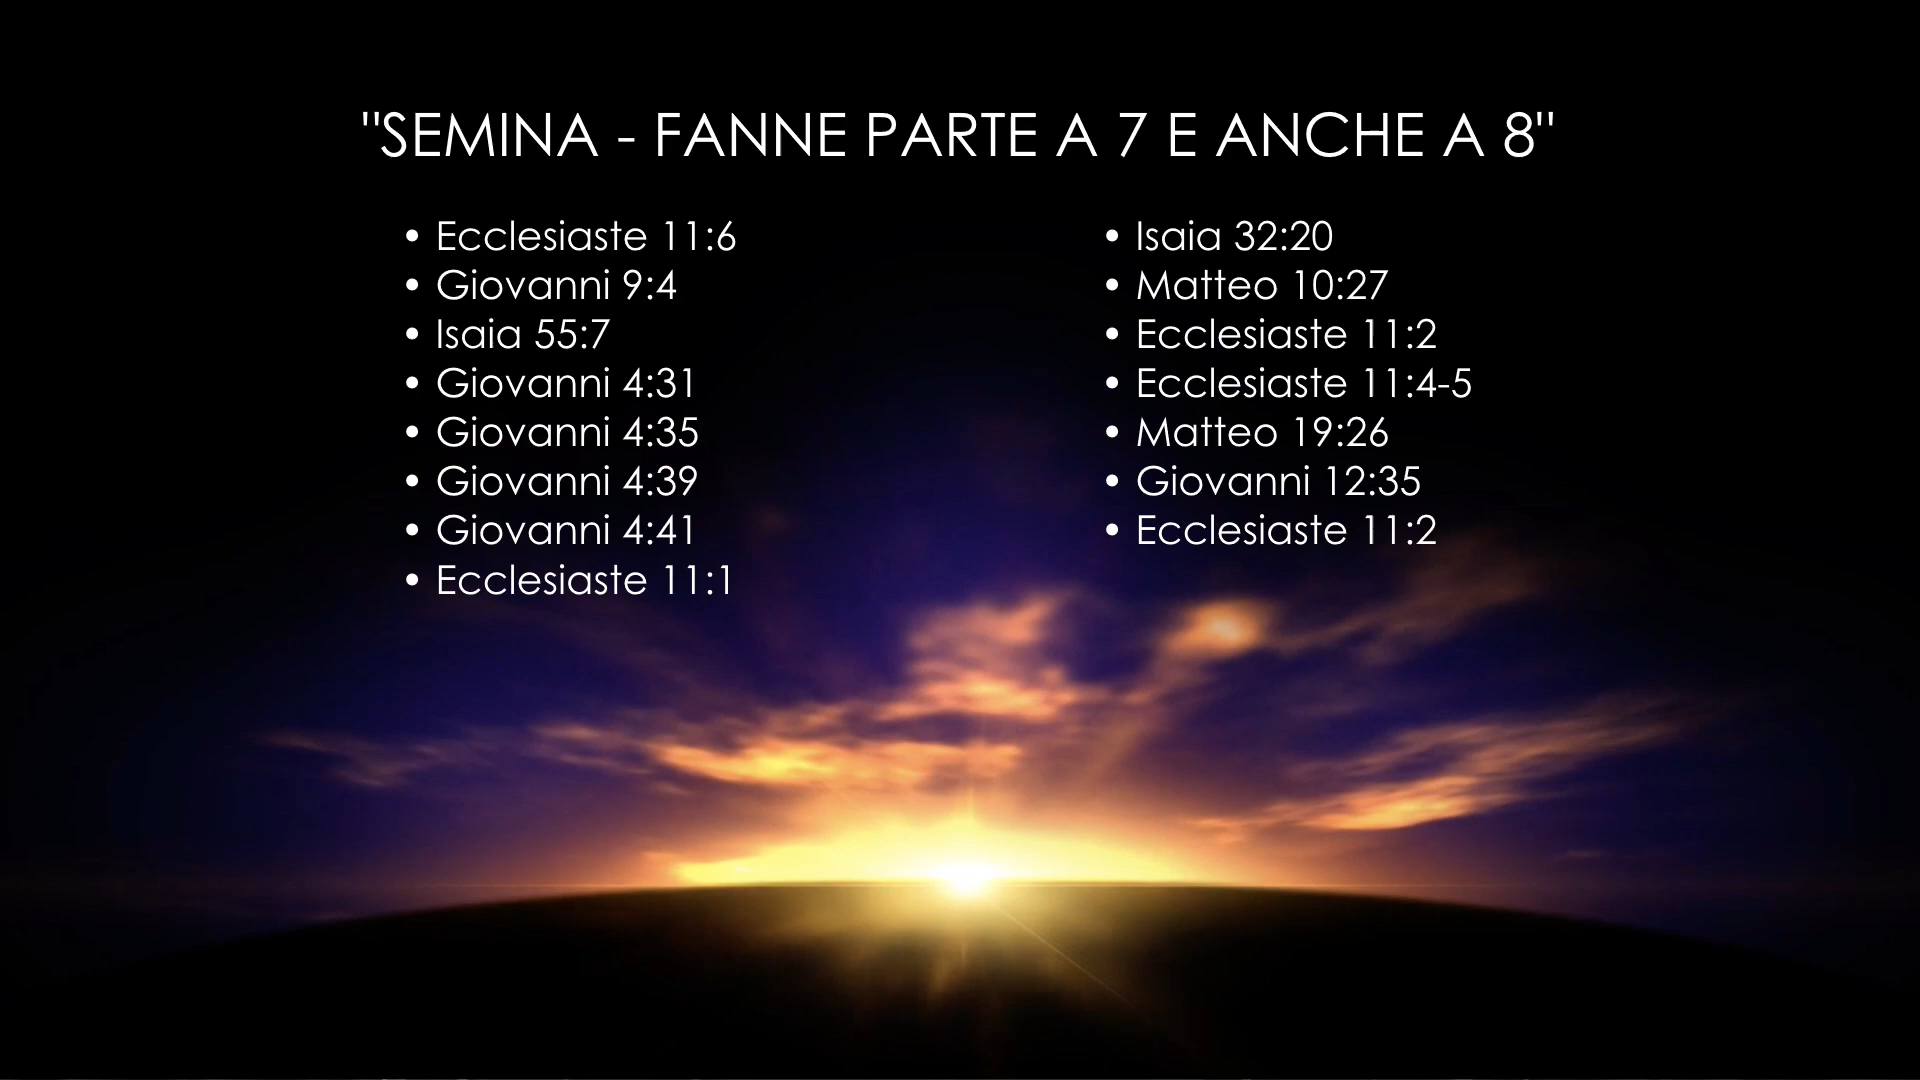 "SEMINA - FANNE PARTE A 7 E ANCHE A 8"
• Ecclesiaste 11:6
• Giovanni 9:4
• Isaia 55:7
• Giovanni 4:31
• Giovanni 4:35
• Giovanni 4:39
• Giovanni 4:41
• Ecclesiaste 11:1
• Isaia 32:20
• Matteo 10:27
• Ecclesiaste 11:2
• Ecclesiaste 11:4-5
• Matteo 19:26
• Giovanni 12:35
• Ecclesiaste 11:2